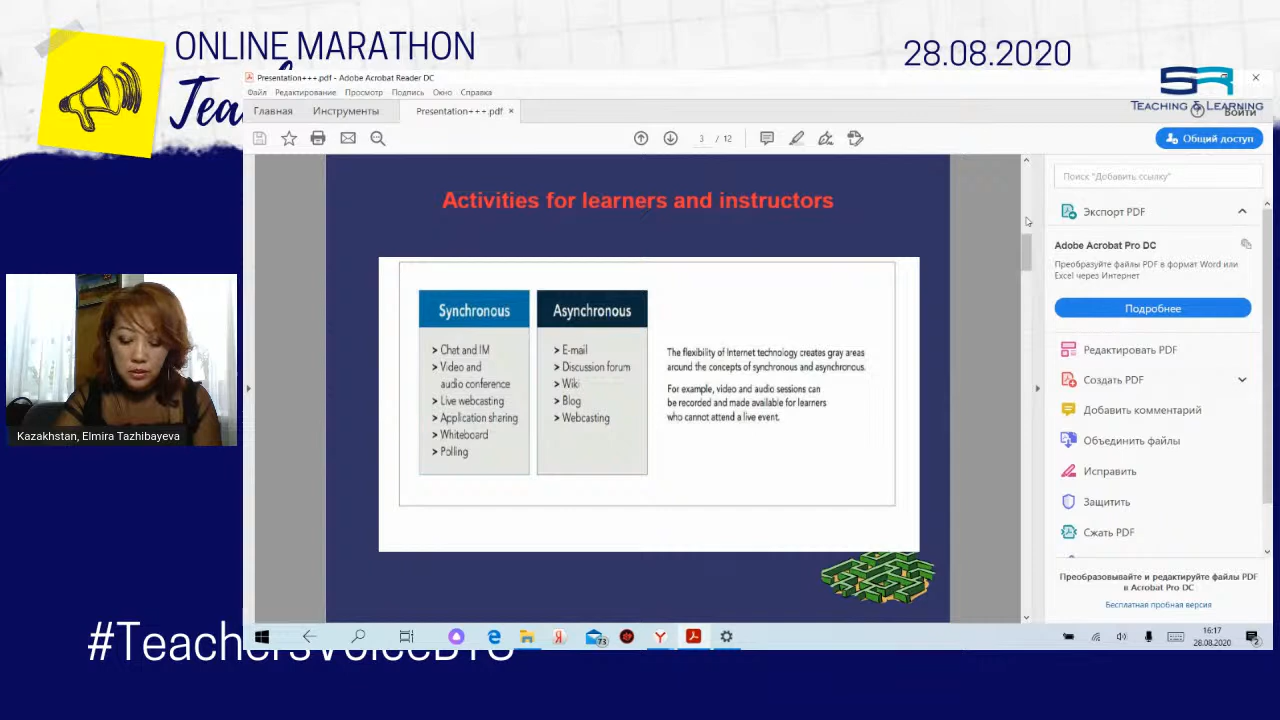 ONLINE MARATHON
28.08.2020
Presentation+++.pdf - Adobe Acrobat Reader DC
Файл Редактирование Просмотр Подпись Окно Справка
TEACHING & LEARNING
Главная Инструменты Presentation+++.pdf × Войти
3 / 12
Общий доступ
Activities for learners and instructors
Synchronous
> Chat and IM
> Video and
audio conference
> Live webcasting
> Application sharing
> Whiteboard
> Polling
Asynchronous
> E-mail
> Discussion forum
> Wiki
> Blog
> Webcasting
The flexibility of Internet technology creates gray areas
around the concepts of synchronous and asynchronous.
For example, video and audio sessions can
be recorded and made available for learners
who cannot attend a live event.
Поиск "Добавить ссылку"
Экспорт PDF
Adobe Acrobat Pro DC
Преобразуйте файлы PDF в формат Word или
Excel через Интернет
Подробнее
Редактировать PDF
Создать PDF
Добавить комментарий
Объединить файлы
Исправить
Защитить
Сжать PDF
Преобразовывайте и редактируйте файлы PDF
в Acrobat Pro DC
Бесплатная пробная версия
Kazakhstan, Elmira Tazhibayeva
73
16:17
28.08.2020
2